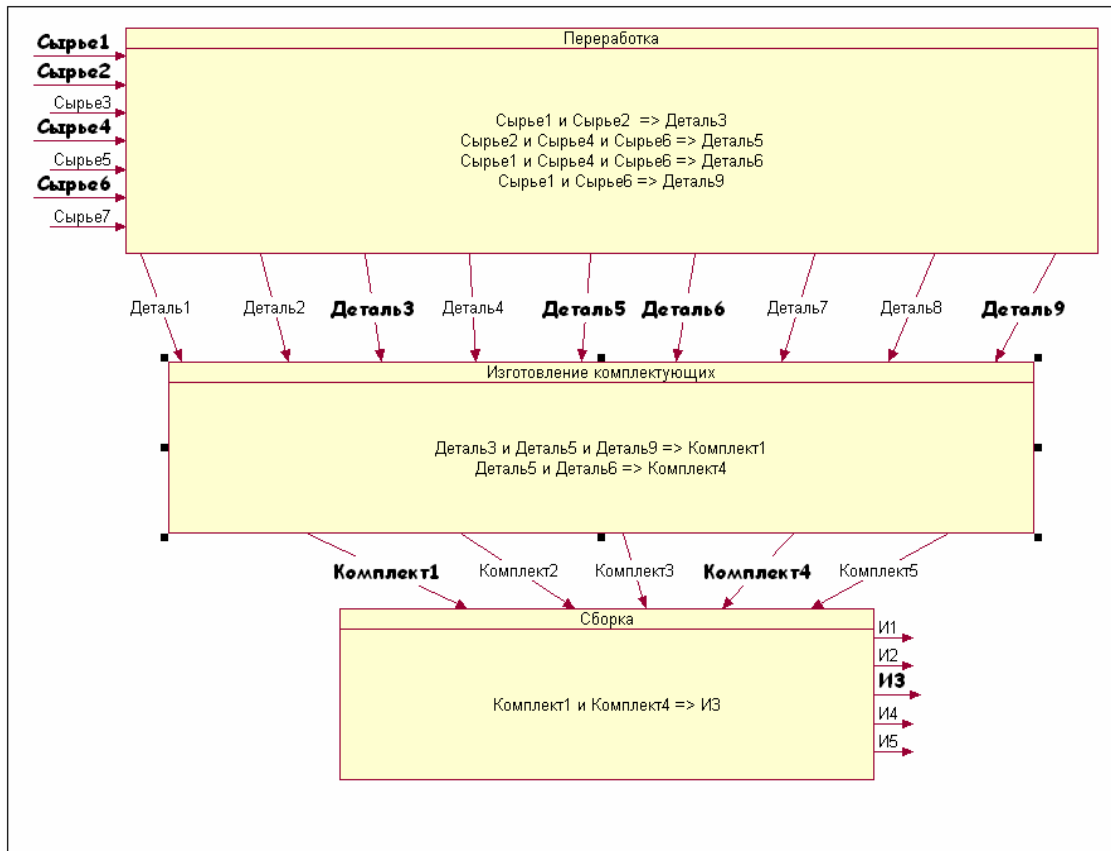 Переработка
Сырье1
Сырье2
Сырье3
Сырье4
Сырье5
Сырье6
Сырье7
Сырье1 и Сырье2 => Деталь3
Сырье2 и Сырье4 и Сырье6 => Деталь5
Сырье1 и Сырье4 и Сырье6 => Деталь6
Сырье1 и Сырье6 => Деталь9
Деталь1 Деталь2 Деталь3 Деталь4 Деталь5 Деталь6 Деталь7 Деталь8 Деталь9
Изготовление комплектующих
Деталь3 и Деталь5 и Деталь9 => Комплект1
Деталь5 и Деталь6 => Комплект4
Комплект1 Комплект2 Комплект3 Комплект4 Комплект5
Сборка
Комплект1 и Комплект4 => И3
И1
И2
И3
И4
И5